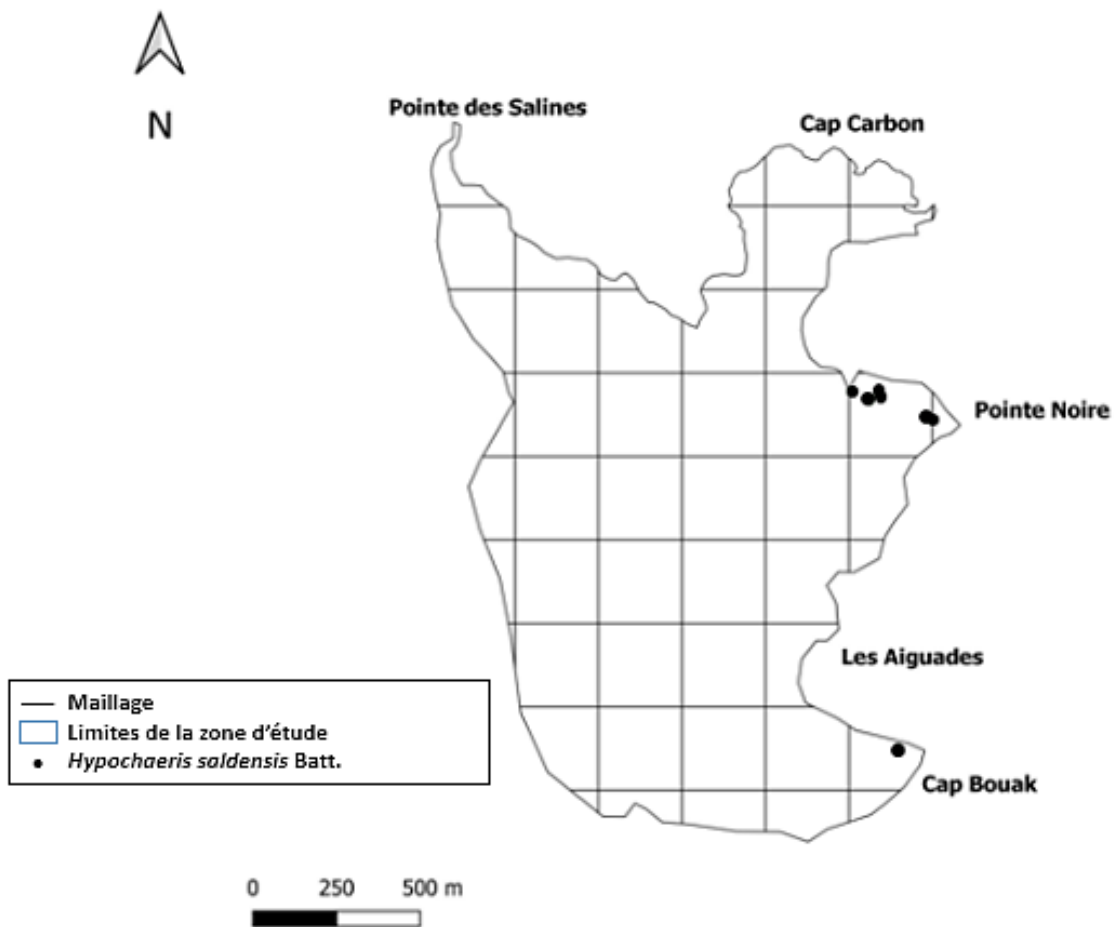 N
Pointe des Salines
Cap Carbon
Pointe Noire
Les Aiguades
Maillage
Limites de la zone d'étude
Hypochaeris saldensis Batt.
Cap Bouak
0 250 500 m